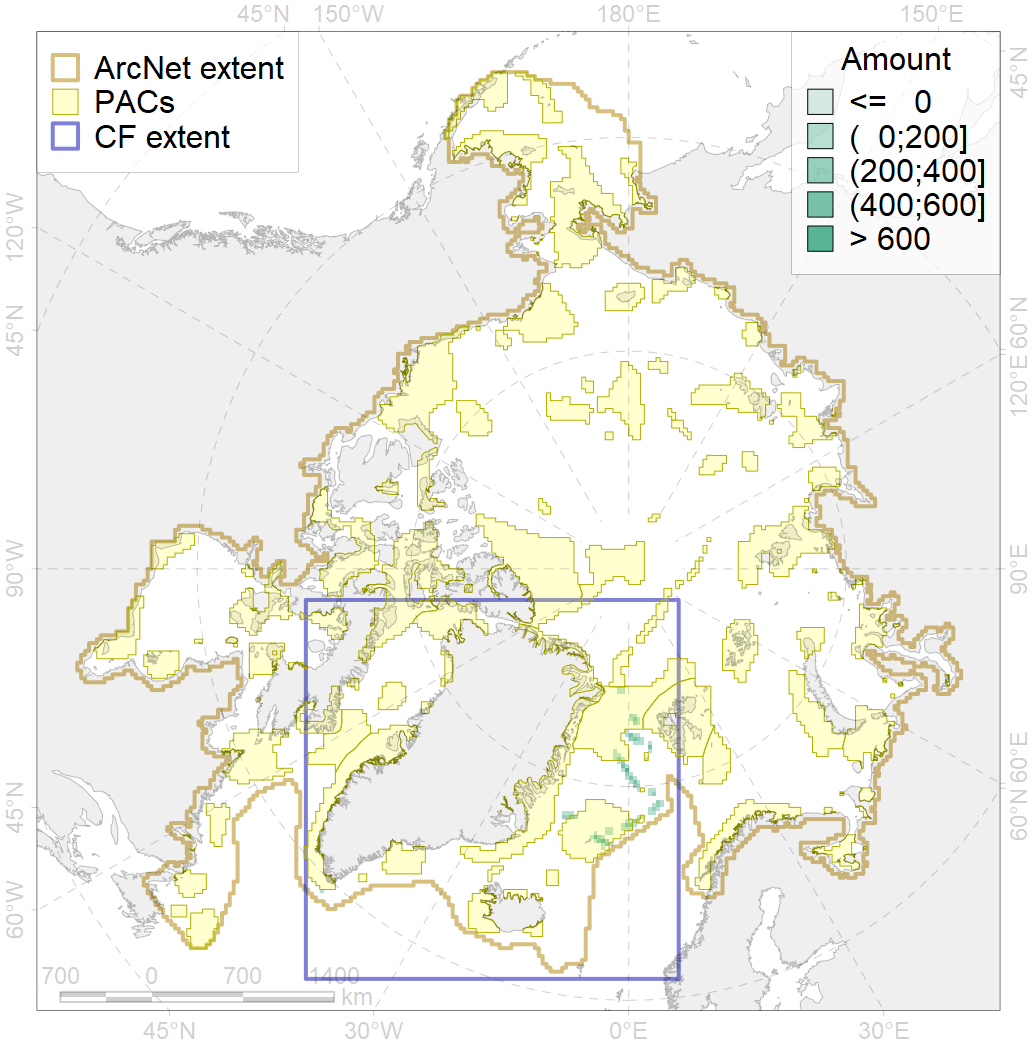 45°N 150°W 180°E 150°E
ArcNet extent
PACs
CF extent
Amount
<= 0
( 0;200]
(200;400]
(400;600]
> 600
45°N
120°W
60°N
45°N
120°E
90°W
90°E
60°E
45°N
60°N
60°W
700 0 700 1400
km
45°N 30°W 0°E 30°E